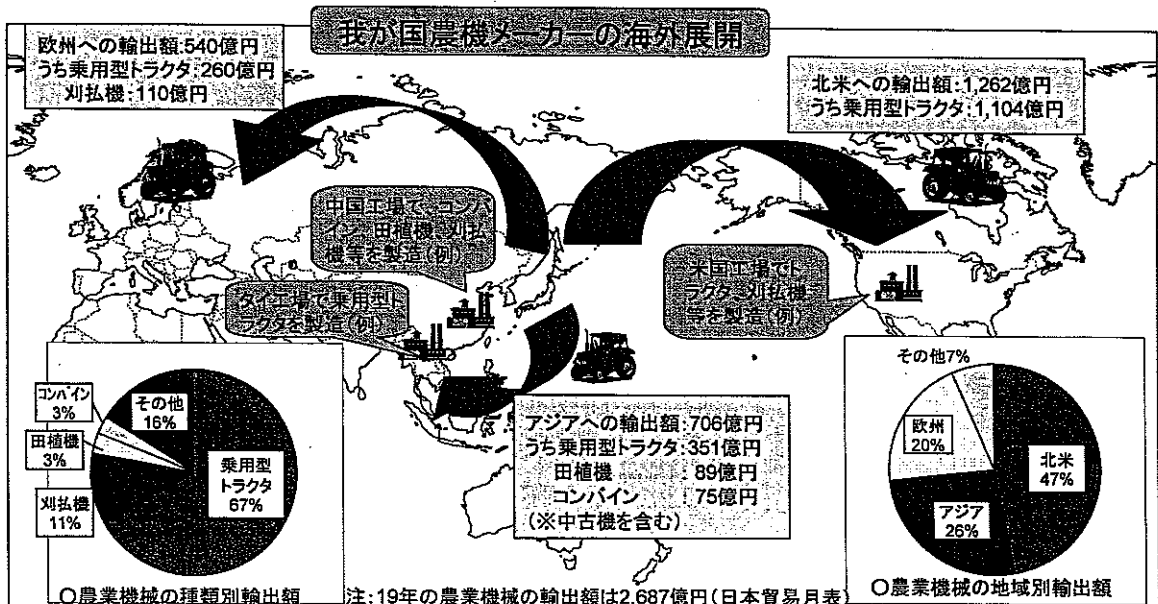 我が国農機メーカーの海外展開
欧州への輸出額:540億円
うち乗用型トラクタ:260億円
刈払機:110億円
北米への輸出額:1,262億円
うち乗用型トラクタ:1,104億円
中国工場で、コンバ
イン、田植機、刈払
機等を製造(例)
タイ工場で乗用型ト
ラクタを製造(例)
米国工場でト
ラクタ、刈払機
等を製造(例)
アジアへの輸出額:706億円
うち乗用型トラクタ:351億円
田植機 : 89億円
コンバイン : 75億円
(※中古機を含む)
コンバイン
3%
その他
16%
田植機
3%
乗用型
トラクタ
67%
刈払機
11%
〇農業機械の種類別輸出額
その他7%
欧州
20%
北米
47%
アジア
26%
〇農業機械の地域別輸出額
注:19年の農業機械の輸出額は2,687億円(日本貿易月表)